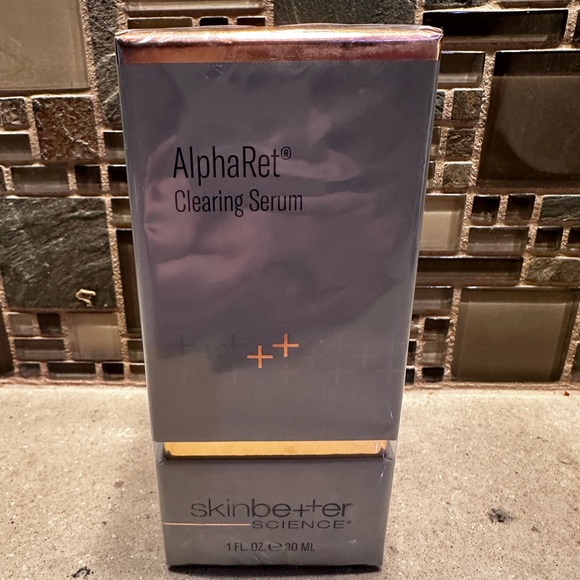 AlphaRet®
Clearing Serum
skinbetter
SCIENCE®
1 FL. OZ. ℮ 30 ML